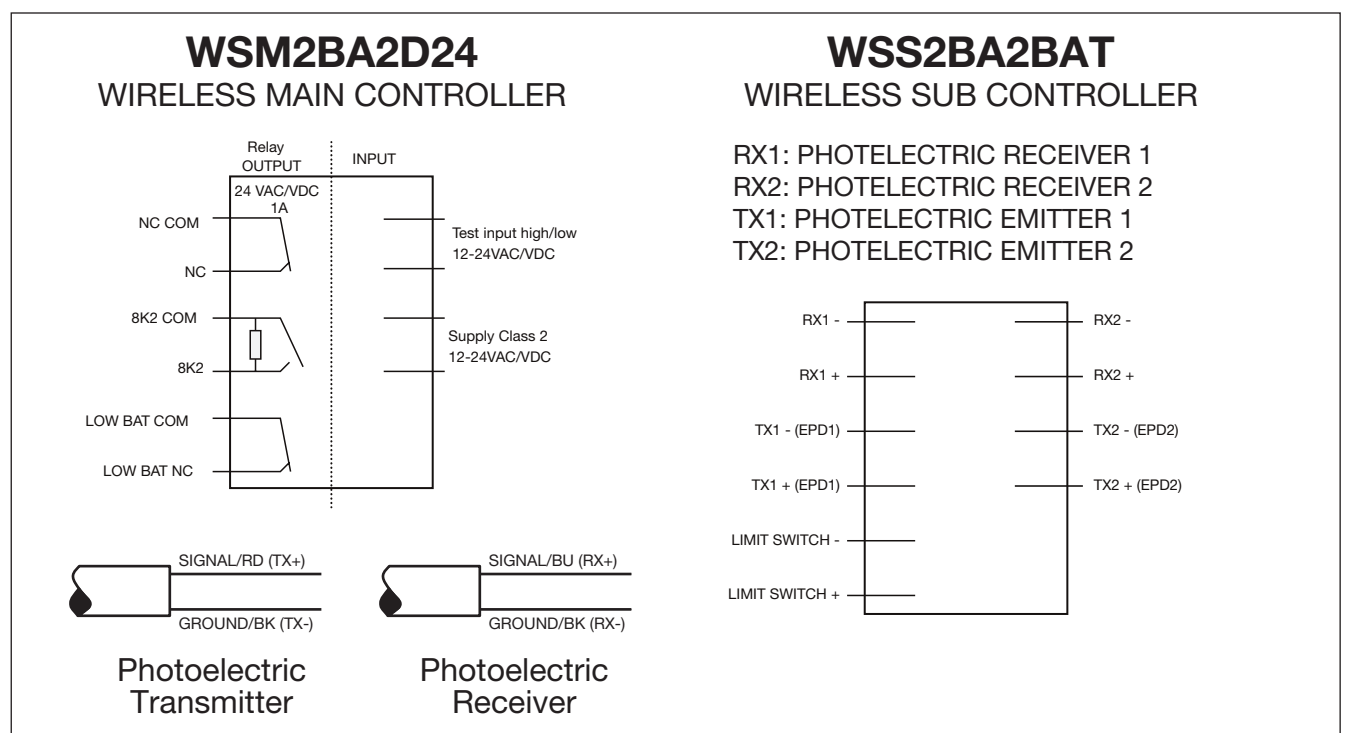 WSM2BA2D24
WIRELESS MAIN CONTROLLER
Relay
OUTPUT
INPUT
24 VAC/VDC
1A
NC COM
NC
8K2 COM
8K2
LOW BAT COM
LOW BAT NC
Test input high/low
12-24VAC/VDC
Supply Class 2
12-24VAC/VDC
SIGNAL/RD (TX+)
GROUND/BK (TX-)
Photoelectric
Transmitter
SIGNAL/BU (RX+)
GROUND/BK (RX-)
Photoelectric
Receiver
WSS2BA2BAT
WIRELESS SUB CONTROLLER
RX1: PHOTELECTRIC RECEIVER 1
RX2: PHOTELECTRIC RECEIVER 2
TX1: PHOTELECTRIC EMITTER 1
TX2: PHOTELECTRIC EMITTER 2
RX1 -
RX1 +
TX1 - (EPD1)
TX1 + (EPD1)
LIMIT SWITCH -
LIMIT SWITCH +
RX2 -
RX2 +
TX2 - (EPD2)
TX2 + (EPD2)